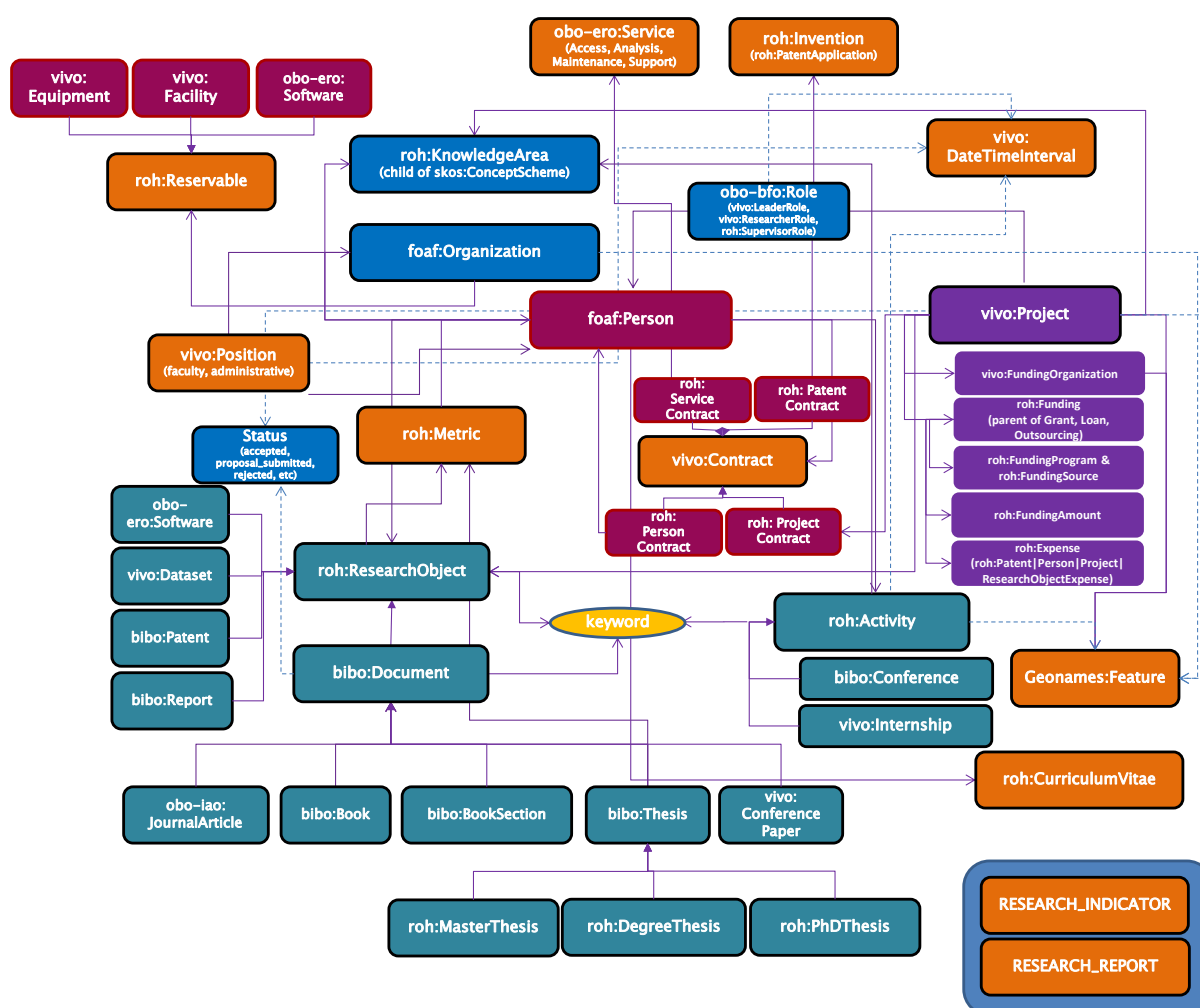 obo-ero:Service
(Access, Analysis,
Maintenance, Support)
roh:Invention
(roh:PatentApplication)
vivo:
Equipment
vivo:
Facility
obo-ero:
Software
vivo:
DateTimeInterval
roh:KnowledgeArea
(child of skos:ConceptScheme)
roh:Reservable
obo-bfo:Role
(vivo:LeaderRole,
vivo:ResearcherRole,
roh:SupervisorRole)
foaf:Organization
foaf:Person
vivo:Project
vivo:Position
(faculty, administrative)
vivo:FundingOrganization
roh:
Service
Contract
roh: Patent
Contract
roh:Funding
(parent of Grant, Loan,
Outsourcing)
roh:Metric
Status
(accepted,
proposal_submitted,
rejected, etc)
vivo:Contract
roh:FundingProgram &
roh:FundingSource
obo-
ero:Software
roh:
Person
Contract
roh: Project
Contract
roh:FundingAmount
roh:Expense
(roh:Patent|Person|Project|
ResearchObjectExpense)
vivo:Dataset
roh:ResearchObject
bibo:Patent
keyword
roh:Activity
bibo:Document
bibo:Conference
Geonames:Feature
bibo:Report
vivo:Internship
roh:CurriculumVitae
obo-iao:
JournalArticle
bibo:Book
bibo:BookSection
bibo:Thesis
vivo:
Conference
Paper
RESEARCH_INDICATOR
roh:MasterThesis
roh:DegreeThesis
roh:PhDThesis
RESEARCH_REPORT